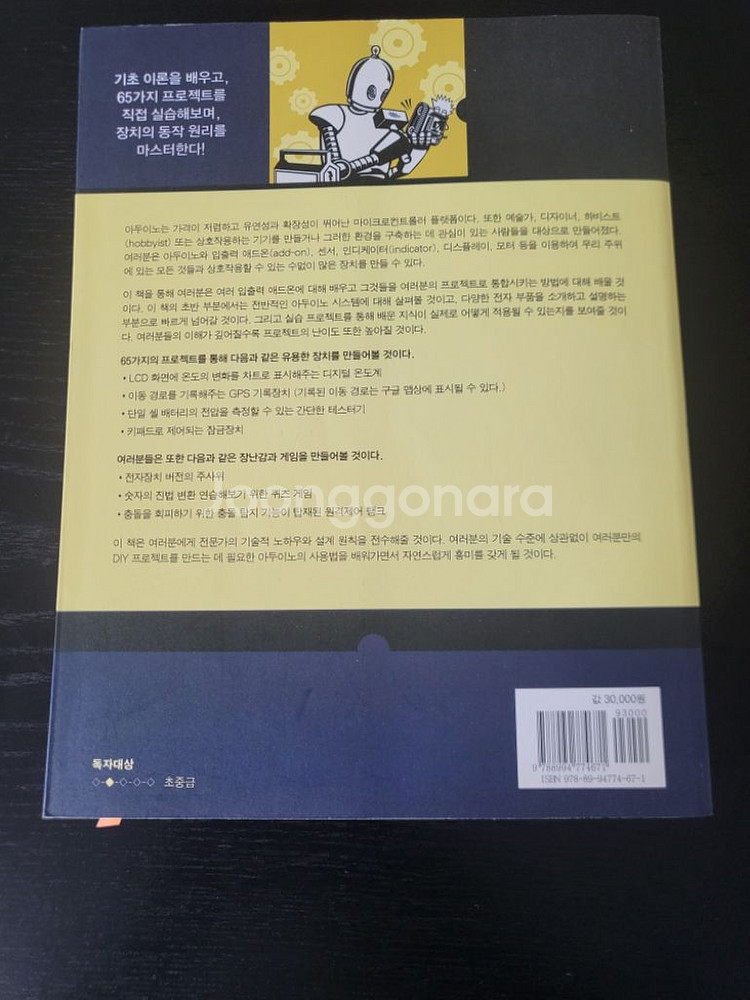 기초 이론을 배우고,
65가지 프로젝트를
직접 실습해보며,
장치의 동작 원리를
마스터한다!
아두이노는 가격이 저렴하고 유연성과 확장성이 뛰어난 마이크로컨트롤러 플랫폼이다. 또한 예술가, 디자이너, 하비스트
(hobbyist) 또는 상호작용하는 기기를 만들거나 그러한 환경을 구축하는 데 관심이 있는 사람들을 대상으로 만들어졌다.
여러분은 아두이노와 입출력 애드온(add-on), 센서, 인디케이터(indicator), 디스플레이, 모터 등을 이용하여 우리 주위
에 있는 모든 것들과 상호작용할 수 있는 수없이 많은 장치를 만들 수 있다.
이 책을 통해 여러분은 여러 입출력 애드온에 대해 배우고 그것들을 여러분의 프로젝트로 통합시키는 방법에 대해 배울 것
이다. 이 책의 초반 부분에서는 전반적인 아두이노 시스템에 대해 살펴볼 것이고, 다양한 전자 부품을 소개하고 설명하는
부분으로 바르게 넘어갈 것이다. 그리고 실습 프로젝트를 통해 배운 지식이 실제로 어떻게 적용될 수 있는지를 보여줄 것이
다. 여러분들의 이해가 깊어질수록 프로젝트의 난이도 또한 높아질 것이다.
65가지의 프로젝트를 통해 다음과 같은 유용한 장치를 만들어볼 것이다.
• LCD 화면에 온도의 변화를 차트로 표시해주는 디지털 온도계
• 이동 경로를 기록해주는 GPS 기록장치 (기록된 이동 경로는 구글 맵상에 표시될 수 있다.)
• 단일 셀 배터리의 전압을 측정할 수 있는 간단한 테스터기
• 키패드로 제어되는 잠금장치
여러분들은 또한 다음과 같은 장난감과 게임을 만들어볼 것이다.
• 전자장치 버전의 주사위
• 숫자의 진법 변환 연습해보기 위한 퀴즈 게임
• 충돌을 회피하기 위한 충돌 탐지 기능이 탑재된 원격제어 탱크
joonggonara
이 책은 여러분에게 전문가의 기술적 노하우와 설계 원칙을 전수해줄 것이다. 여러분의 기술 수준에 상관없이 여러분만의
DIY 프로젝트를 만드는 데 필요한 아두이노의 사용법을 배워가면서 자연스럽게 흥미를 갖게 될 것이다.
값 30,000원
93000
9 788994 774671
ISBN 978-89-94774-67-1
독자대상
초중급